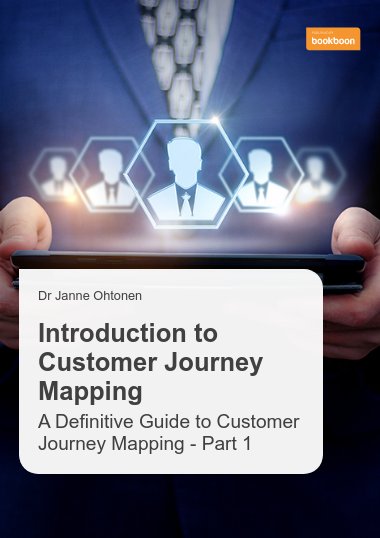 bookboon
Dr Janne Ohtonen
Introduction to
Customer Journey
Mapping
A Definitive Guide to Customer
Journey Mapping - Part 1